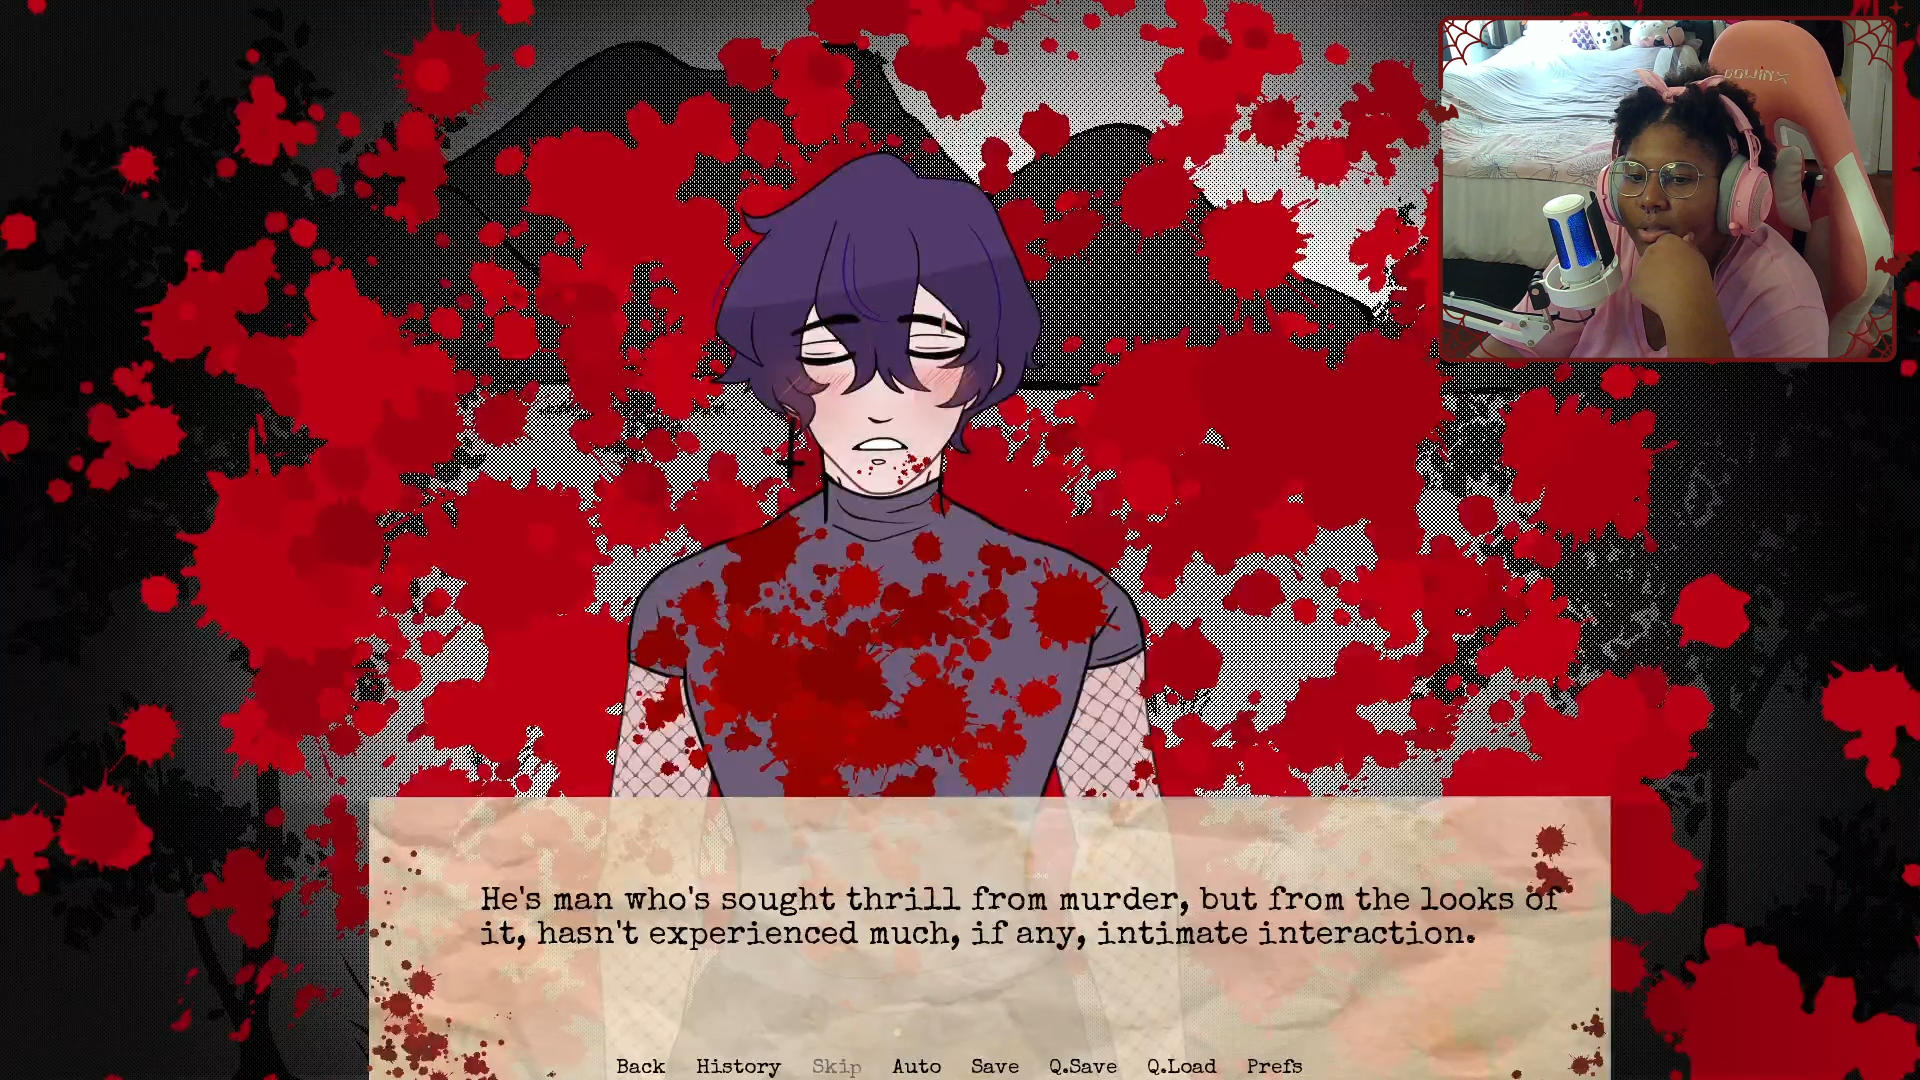 DOWINX
He's man who's sought thrill from murder, but from the looks of
it, hasn't experienced much, if any, intimate interaction.
Back History Skip Auto Save Q.Save Q.Load Prefs